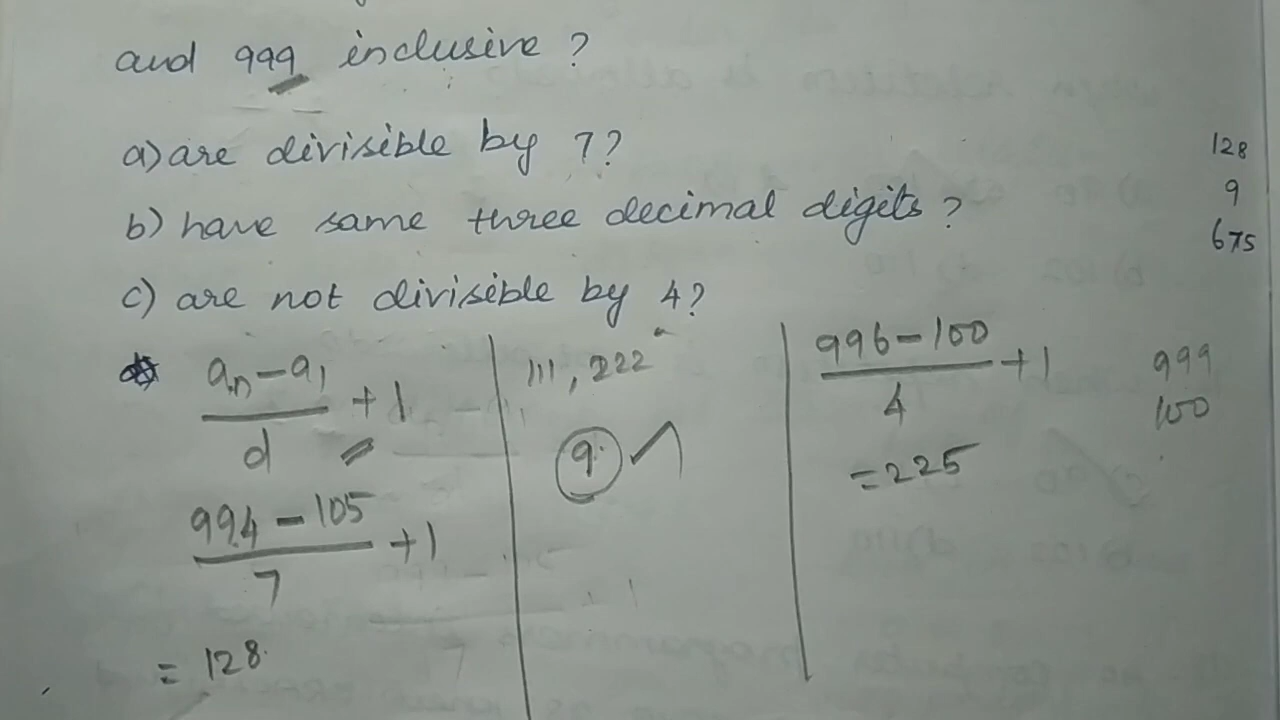 and 999 inclusive ?
a) are divisible by 7?
128
b) have same three decimal digits ?
9
c) are not divisible by 4?
675
an - a1 / d + 1
994 - 105 / 7 + 1
= 128
111, 222
9
996 - 100 / 4 + 1
= 225
999
100